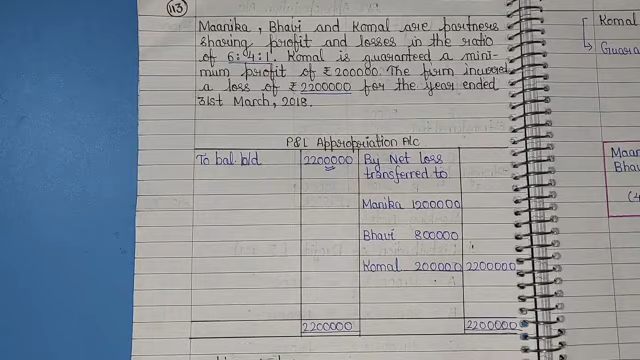 113
Maanika, Bhavi and Komal are partners
sharing profit and losses in the ratio
of 6:4:1. Komal is guaranteed a mini-
mum profit of ₹200000. The firm incurred
a loss of ₹2200000 for the year ended
31st March, 2018.
P&L Appropriation A/c
To bal. b/d 2200000 By Net loss
transferred to
Manika 1200000
Bhavi 800000
Komal 200000 2200000
2200000 2200000
Komal
Guara
Maan
Bhav
(4